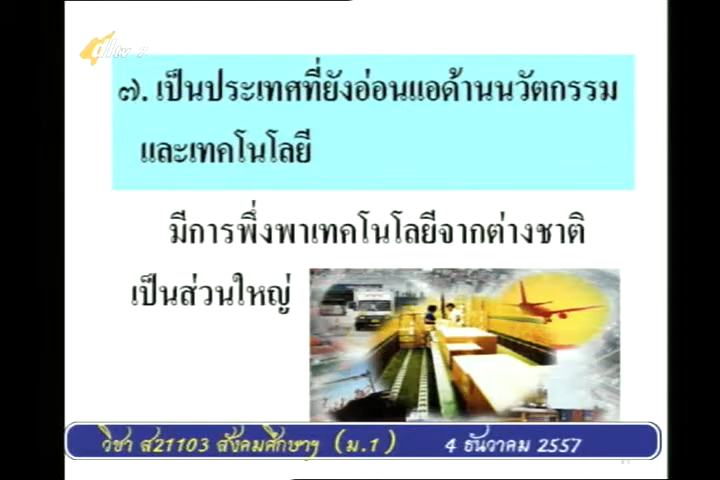 ๗. เป็นประเทศที่ยังอ่อนแอด้านนวัตกรรม
และเทคโนโลยี
มีการพึ่งพาเทคโนโลยีจากต่างชาติ
เป็นส่วนใหญ่
วิชา ส21103 สังคมศึกษาฯ (ม.1) 4 ธันวาคม 2557